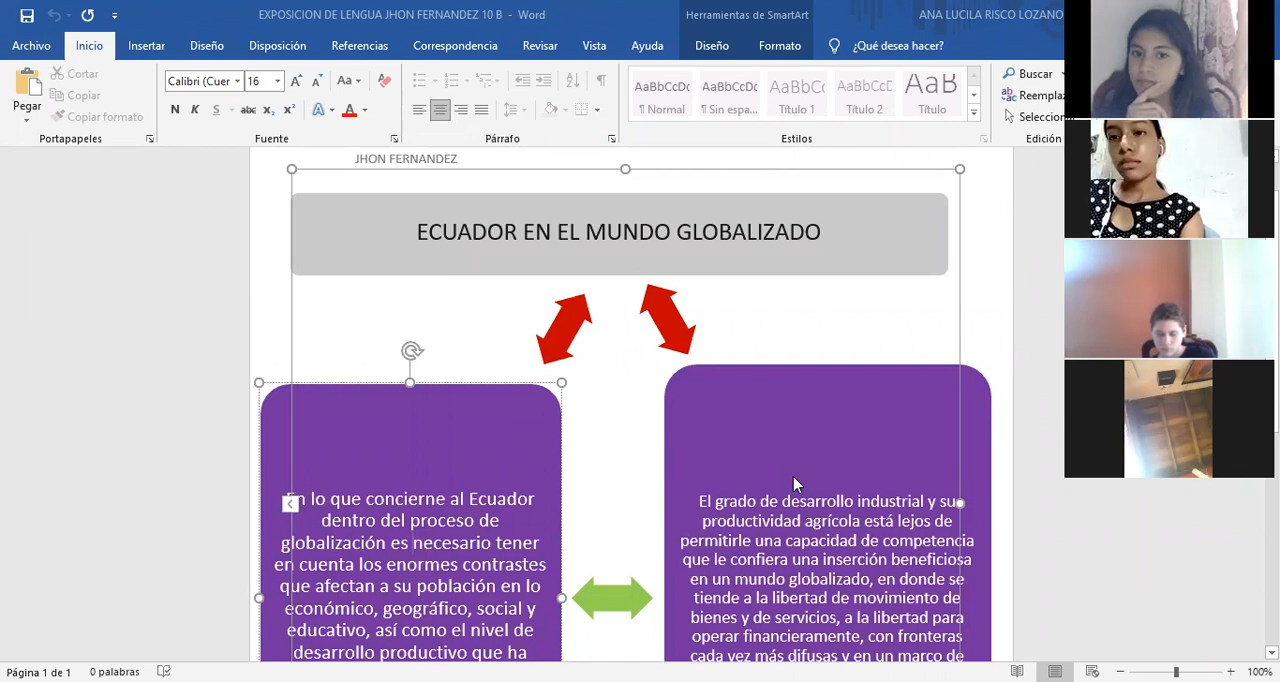 EXPOSICION DE LENGUA JHON FERNANDEZ 10 B - Word
Herramientas de SmartArt
ANA LUCILA RISCO LOZANO
Archivo Inicio Insertar Diseño Disposición Referencias Correspondencia Revisar Vista Ayuda Diseño Formato ¿Qué desea hacer?
Pegar
Cortar
Copiar
Copiar formato
Portapapeles
Calibri (Cuer 16
Aa
N K S abc x₂ x² A A
Fuente
Párrafo
AaBbCcDc AaBbCcDc AaBbCc AaBbCcD AaB
¶ Normal ¶ Sin espa... Título 1 Título 2 Título
Estilos
Buscar
Reempla
Seleccion
Edición
JHON FERNANDEZ
ECUADOR EN EL MUNDO GLOBALIZADO
En lo que concierne al Ecuador
dentro del proceso de
globalización es necesario tener
en cuenta los enormes contrastes
que afectan a su población en lo
económico, geográfico, social y
educativo, así como el nivel de
desarrollo productivo que ha
El grado de desarrollo industrial y su
productividad agrícola está lejos de
permitirle una capacidad de competencia
que le confiera una inserción beneficiosa
en un mundo globalizado, en donde se
tiende a la libertad de movimiento de
bienes y de servicios, a la libertad para
operar financieramente, con fronteras
cada vez más difusas y en un marco de
Página 1 de 1 0 palabras
100%